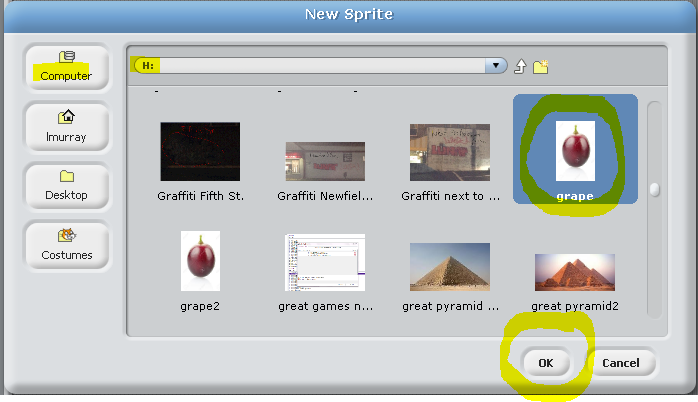 New Sprite
Computer
H:
lmurray
Desktop
Costumes
Graffiti Fifth St.
Graffiti Newfiel...
Graffiti next to ...
grape
grape2
great games n...
great pyramid ...
great pyramid2
OK
Cancel